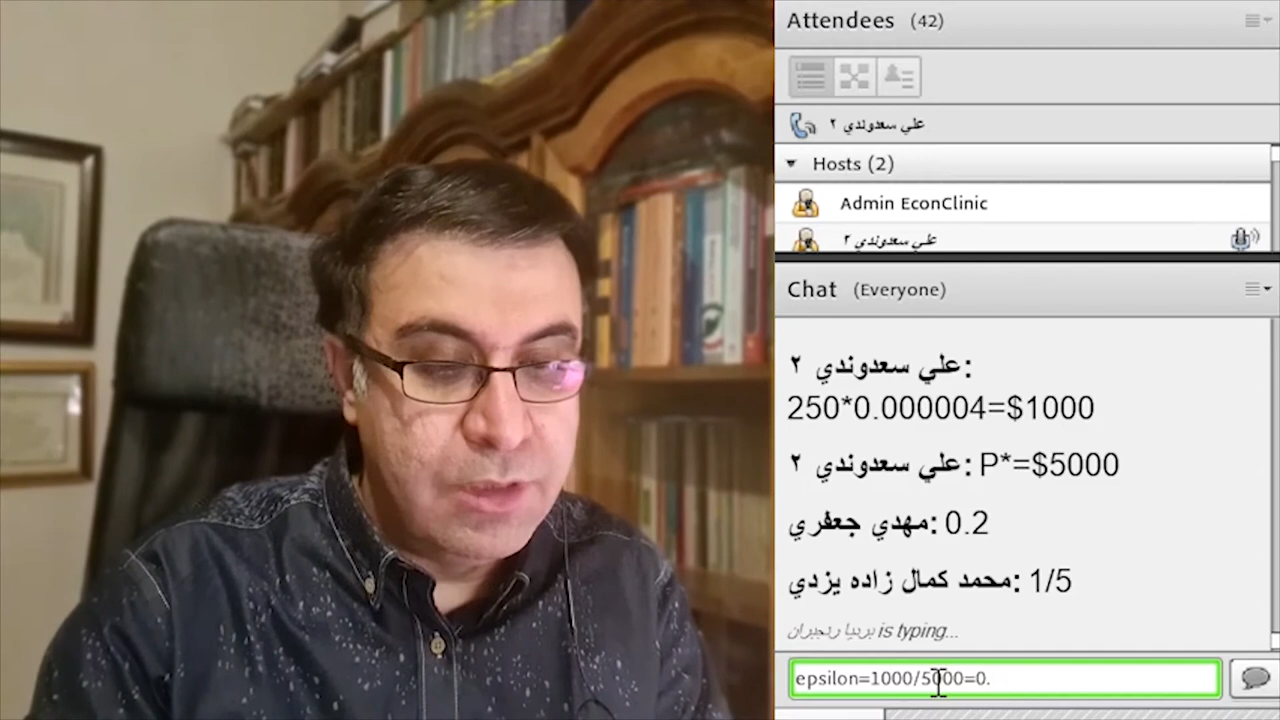 Attendees (42)
علي سعدوندي ٢
Hosts (2)
Admin EconClinic
علي سعدوندي ٢
Chat (Everyone)
علي سعدوندي ٢:
250*0.000004=$1000
علي سعدوندي ٢: P*=$5000
مهدي جعفري: 0.2
محمد كمال زاده يزدي: 1/5
is typing...
epsilon=1000/5000=0.